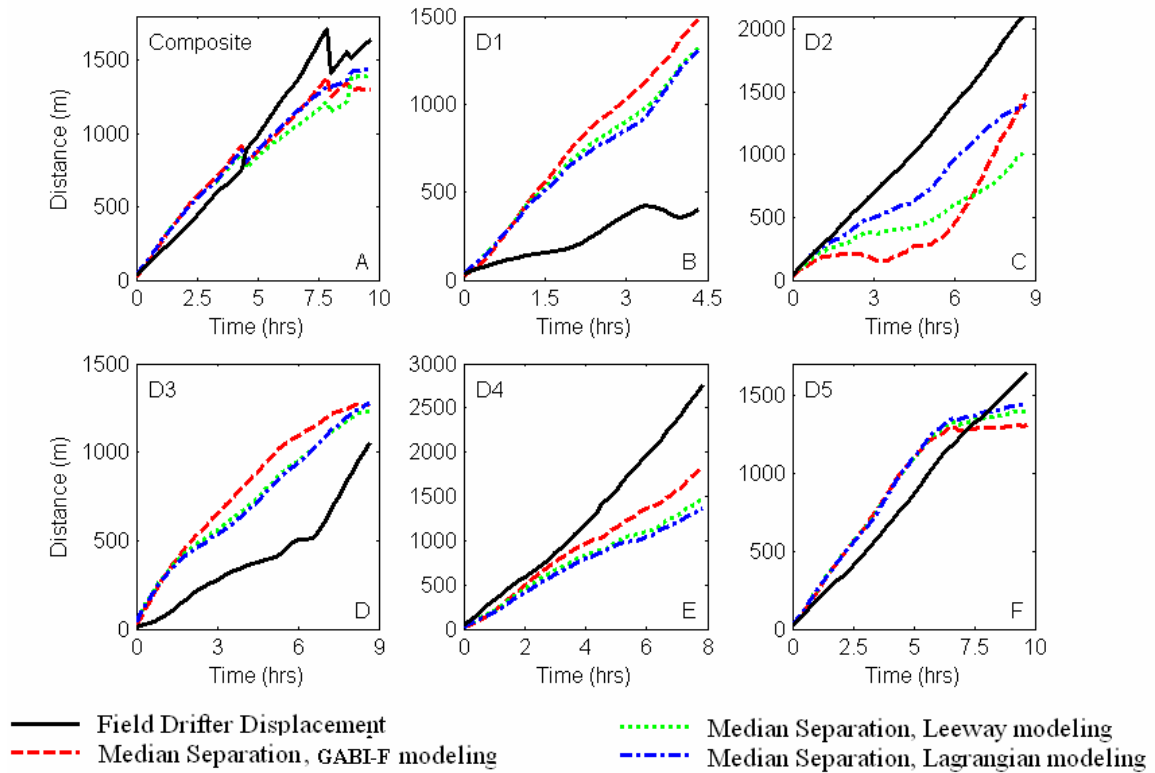 Composite
D1
D2
Distance (m)
1500
1000
500
0
1500
1000
500
0
2000
1500
1000
500
0
A
B
C
0 2.5 5 7.5 10
0 1.5 3 4.5
0 3 6 9
Time (hrs)
Time (hrs)
Time (hrs)
D3
D4
D5
Distance (m)
1500
1000
500
0
3000
2500
2000
1500
1000
500
0
1500
1000
500
0
D
E
F
0 3 6 9
0 2 4 6 8
0 2.5 5 7.5 10
Time (hrs)
Time (hrs)
Time (hrs)
Field Drifter Displacement
Median Separation, GABI-F modeling
Median Separation, Leeway modeling
Median Separation, Lagrangian modeling